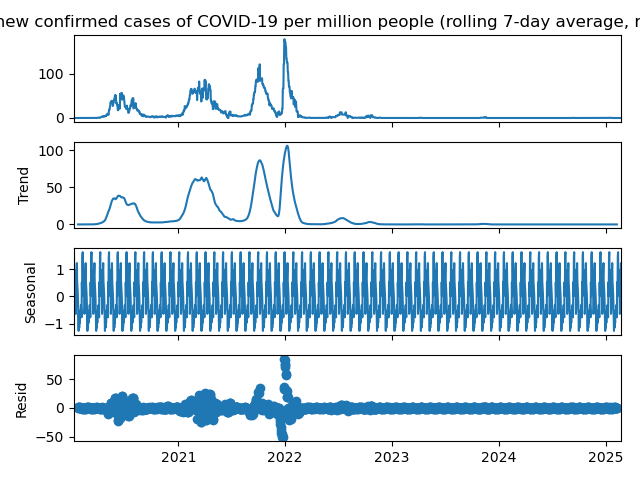 new confirmed cases of COVID-19 per million people (rolling 7-day average,
100
0
Trend
100
50
0
Seasonal
1
0
−1
Resid
50
0
−50
2021 2022 2023 2024 2025